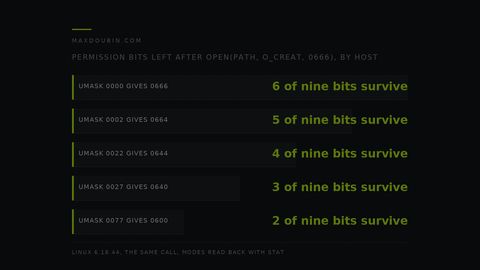 MAXDOURIN.COM
PERMISSION BITS LEFT AFTER OPEN(PATH, O_CREAT, 0666), BY HOST
UMASK 0000 GIVES 0666 6 of nine bits survive
UMASK 0002 GIVES 0664 5 of nine bits survive
UMASK 0022 GIVES 0644 4 of nine bits survive
UMASK 0027 GIVES 0640 3 of nine bits survive
UMASK 0077 GIVES 0600 2 of nine bits survive
LINUX 6.18.44, THE SAME CALL, MODES READ BACK WITH STAT